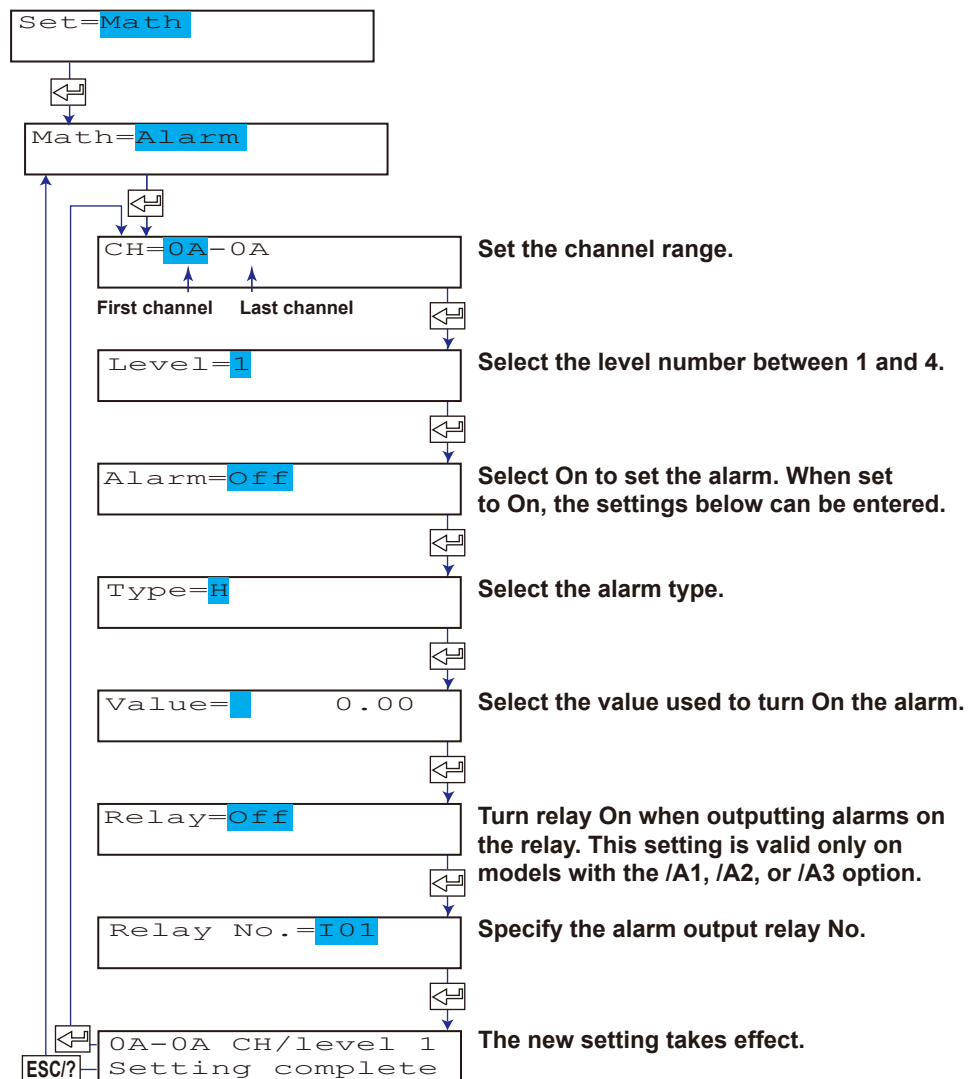 Set=Math
Math=Alarm
CH=0A-0A
Set the channel range.
First channel Last channel
Level=1
Select the level number between 1 and 4.
Alarm=Off
Select On to set the alarm. When set
to On, the settings below can be entered.
Type=H
Select the alarm type.
Value= 0.00
Select the value used to turn On the alarm.
Relay=Off
Turn relay On when outputting alarms on
the relay. This setting is valid only on
models with the /A1, /A2, or /A3 option.
Relay No.=I01
Specify the alarm output relay No.
0A-0A CH/level 1
The new setting takes effect.
ESC/?
Setting complete